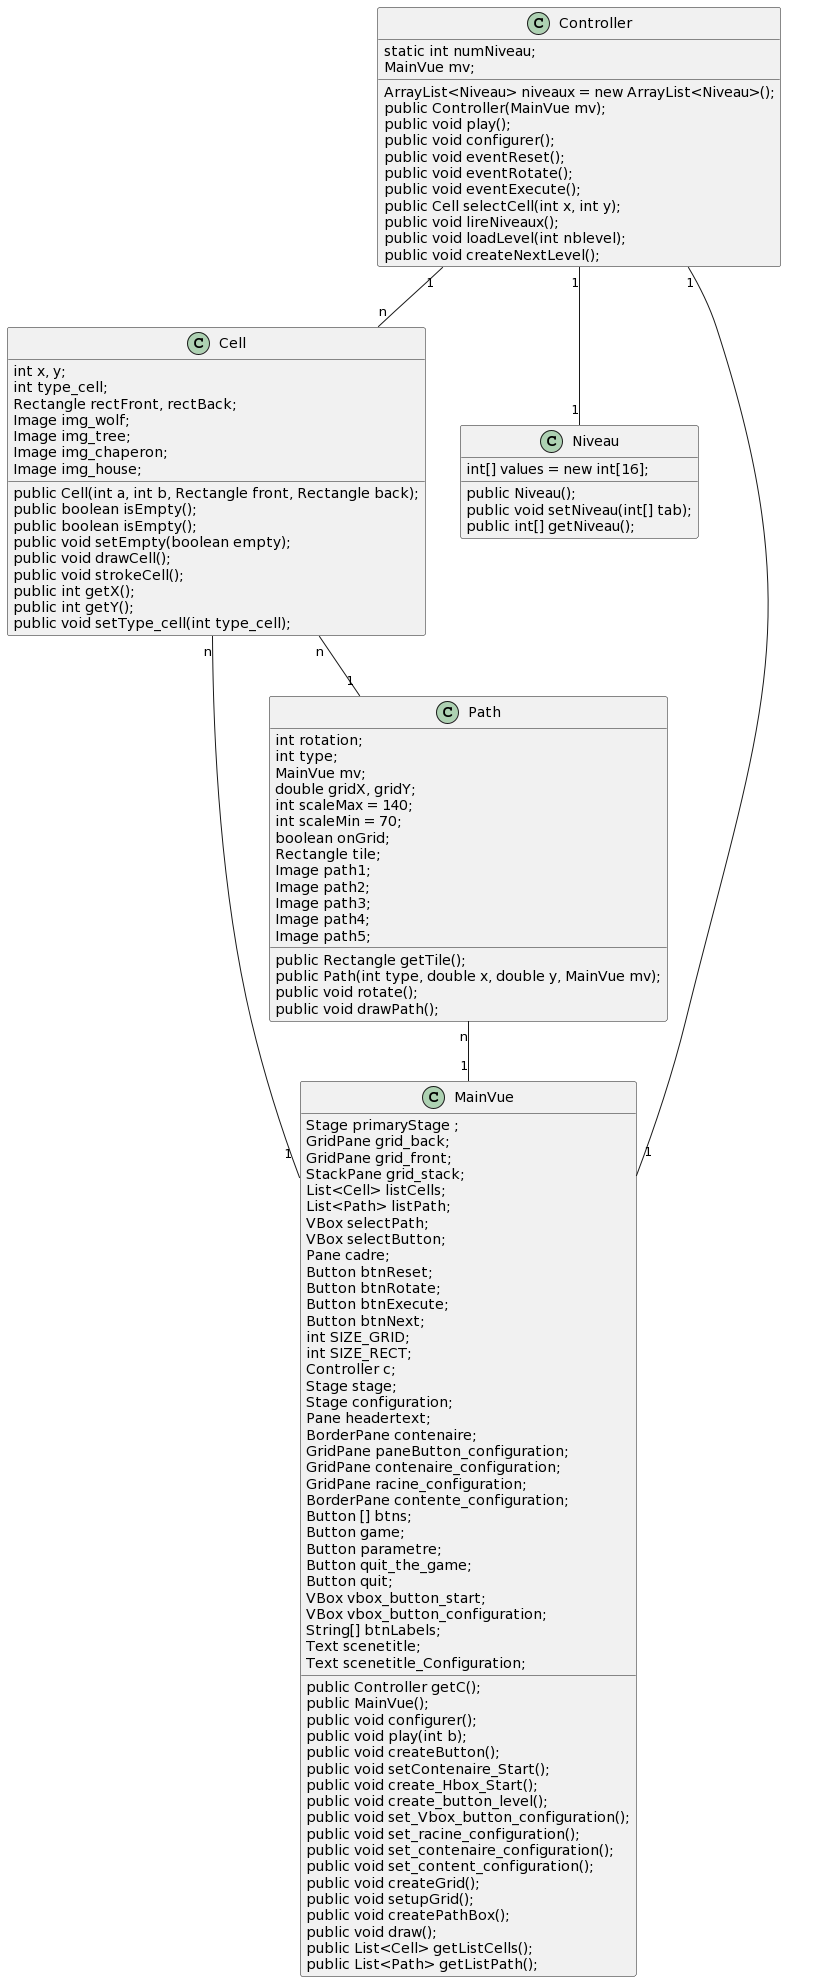 C Controller
static int numNiveau;
MainVue mv;
ArrayList<Niveau> niveaux = new ArrayList<Niveau>();
public Controller(MainVue mv);
public void play();
public void configurer();
public void eventReset();
public void eventRotate();
public void eventExecute();
public Cell selectCell(int x, int y);
public void lireNiveaux();
public void loadLevel(int nblevel);
public void createNextLevel();
1
1
1
n
C Cell
int x, y;
int type_cell;
Rectangle rectFront, rectBack;
Image img_wolf;
Image img_tree;
Image img_chaperon;
Image img_house;
public Cell(int a, int b, Rectangle front, Rectangle back);
public boolean isEmpty();
public boolean isEmpty();
public void setEmpty(boolean empty);
public void drawCell();
public void strokeCell();
public int getX();
public int getY();
public void setType_cell(int type_cell);
1
C Niveau
int[] values = new int[16];
public Niveau();
public void setNiveau(int[] tab);
public int[] getNiveau();
n
n
1
C Path
int rotation;
int type;
MainVue mv;
double gridX, gridY;
int scaleMax = 140;
int scaleMin = 70;
boolean onGrid;
Rectangle tile;
Image path1;
Image path2;
Image path3;
Image path4;
Image path5;
public Rectangle getTile();
public Path(int type, double x, double y, MainVue mv);
public void rotate();
public void drawPath();
n
1
1
1
C MainVue
Stage primaryStage ;
GridPane grid_back;
GridPane grid_front;
StackPane grid_stack;
List<Cell> listCells;
List<Path> listPath;
VBox selectPath;
VBox selectButton;
Pane cadre;
Button btnReset;
Button btnRotate;
Button btnExecute;
Button btnNext;
int SIZE_GRID;
int SIZE_RECT;
Controller c;
Stage stage;
Stage configuration;
Pane headertext;
BorderPane contenaire;
GridPane paneButton_configuration;
GridPane contenaire_configuration;
GridPane racine_configuration;
BorderPane contente_configuration;
Button [] btns;
Button game;
Button parametre;
Button quit_the_game;
Button quit;
VBox vbox_button_start;
VBox vbox_button_configuration;
String[] btnLabels;
Text scenetitle;
Text scenetitle_Configuration;
public Controller getC();
public MainVue();
public void configurer();
public void play(int b);
public void createButton();
public void setContenaire_Start();
public void create_Hbox_Start();
public void create_button_level();
public void set_Vbox_button_configuration();
public void set_racine_configuration();
public void set_contenaire_configuration();
public void set_content_configuration();
public void createGrid();
public void setupGrid();
public void createPathBox();
public void draw();
public List<Cell> getListCells();
public List<Path> getListPath();